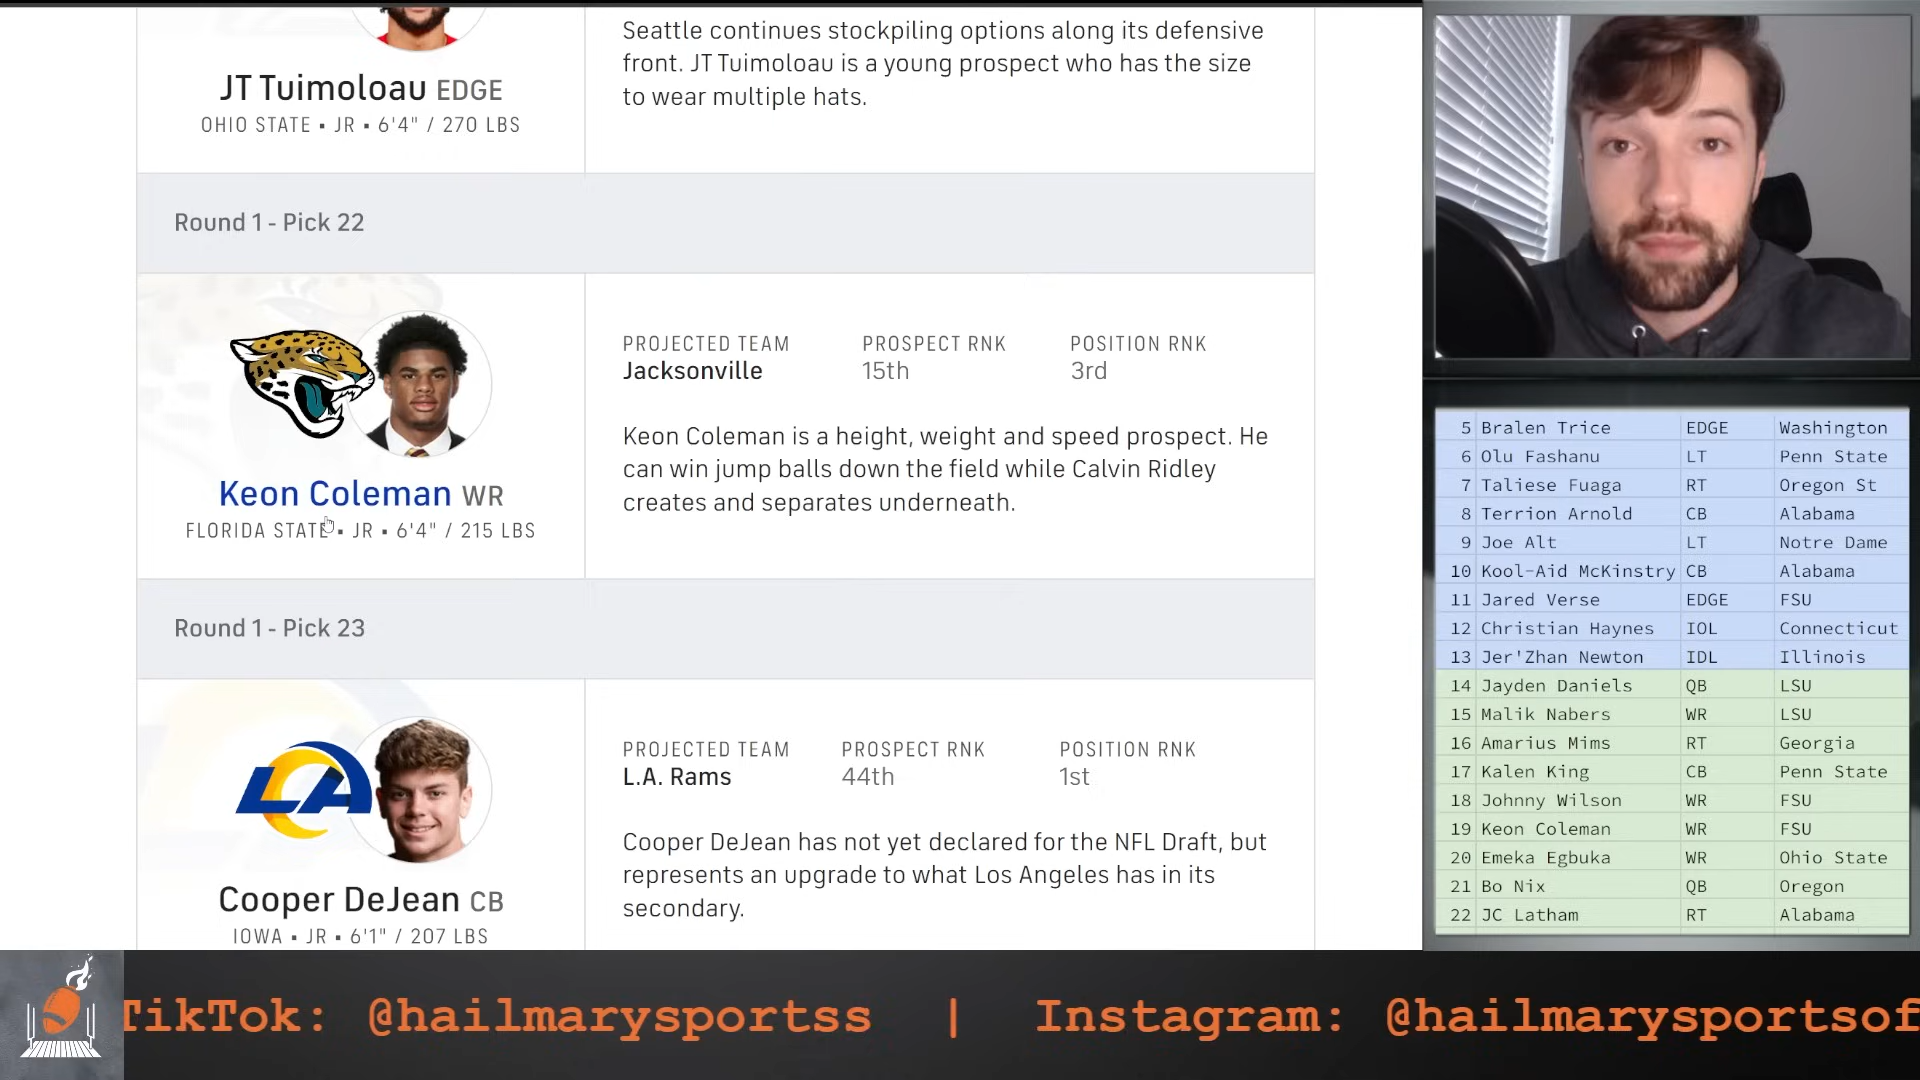 Seattle continues stockpiling options along its defensive
front. JT Tuimoloau is a young prospect who has the size
to wear multiple hats.
JT Tuimoloau EDGE
OHIO STATE • JR • 6'4" / 270 LBS
Round 1 - Pick 22
PROJECTED TEAM PROSPECT RNK POSITION RNK
Jacksonville 15th 3rd
Keon Coleman is a height, weight and speed prospect. He
can win jump balls down the field while Calvin Ridley
creates and separates underneath.
Keon Coleman WR
FLORIDA STATE • JR • 6'4" / 215 LBS
Round 1 - Pick 23
LA
PROJECTED TEAM PROSPECT RNK POSITION RNK
L.A. Rams 44th 1st
Cooper DeJean has not yet declared for the NFL Draft, but
represents an upgrade to what Los Angeles has in its
secondary.
Cooper DeJean CB
IOWA • JR • 6'1" / 207 LBS
5 Bralen Trice EDGE Washington
6 Olu Fashanu LT Penn State
7 Taliese Fuaga RT Oregon St
8 Terrion Arnold CB Alabama
9 Joe Alt LT Notre Dame
10 Kool-Aid McKinstry CB Alabama
11 Jared Verse EDGE FSU
12 Christian Haynes IOL Connecticut
13 Jer'Zhan Newton IDL Illinois
14 Jayden Daniels QB LSU
15 Malik Nabers WR LSU
16 Amarius Mims RT Georgia
17 Kalen King CB Penn State
18 Johnny Wilson WR FSU
19 Keon Coleman WR FSU
20 Emeka Egbuka WR Ohio State
21 Bo Nix QB Oregon
22 JC Latham RT Alabama
TikTok: @hailmarysportss | Instagram: @hailmarysportsof